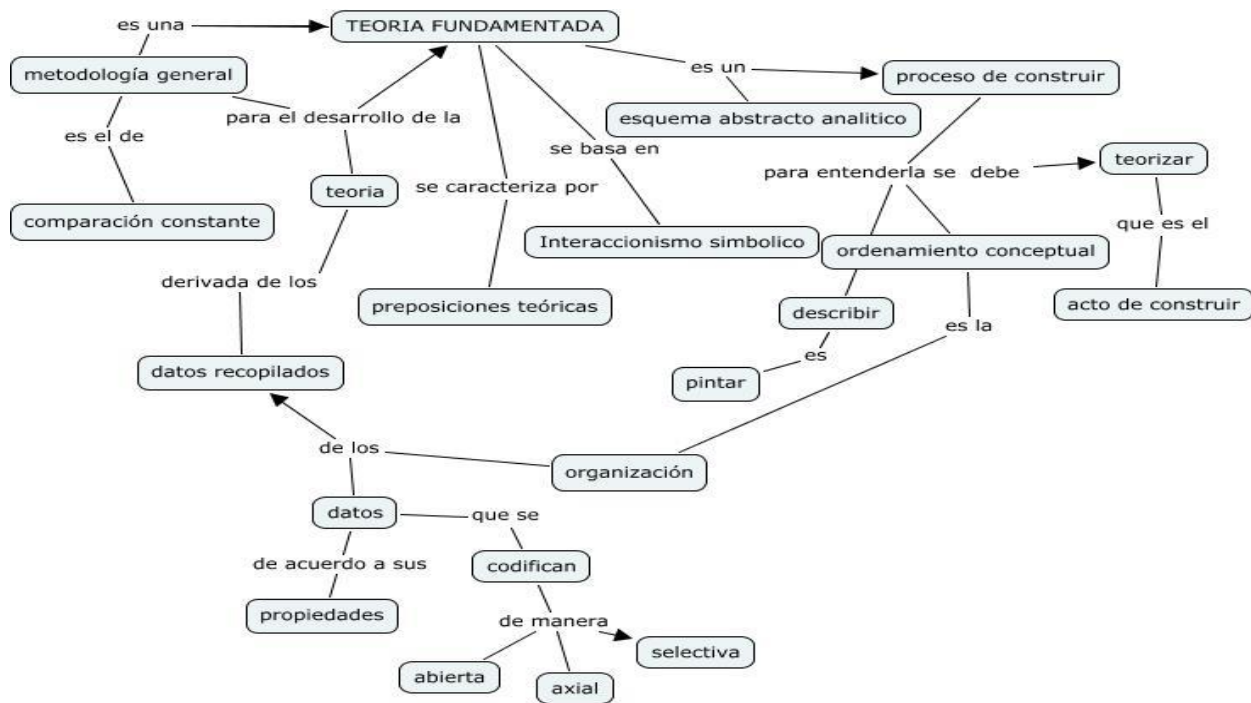 es una
TEORIA FUNDAMENTADA
metodología general
es un
proceso de construir
para el desarrollo de la
esquema abstracto analitico
es el de
se basa en
teorizar
para entenderla se debe
teoria
se caracteriza por
comparación constante
que es el
Interaccionismo simbolico
ordenamiento conceptual
derivada de los
preposiciones teóricas
describir
acto de construir
es la
es
datos recopilados
pintar
de los
organización
datos
que se
de acuerdo a sus
codifican
propiedades
de manera
selectiva
abierta
axial